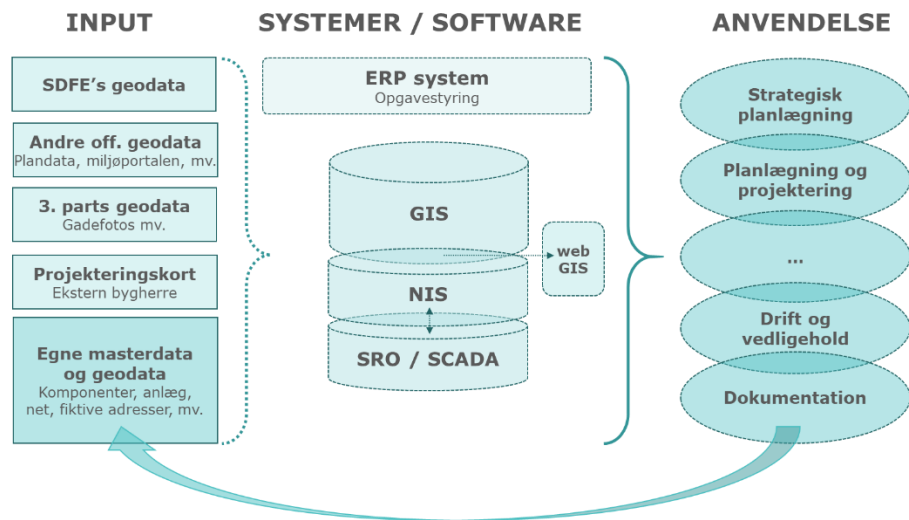 INPUT
SYSTEMER / SOFTWARE
ANVENDELSE
SDFE's geodata
Andre off. geodata
Plandata, miljøportalen, mv.
3. parts geodata
Gadefotos mv.
Projekteringskort
Ekstern bygherre
Egne masterdata
og geodata
Komponenter, anlæg,
net, fiktive adresser, mv.
ERP system
Opgavestyring
GIS
web
GIS
NIS
SRO / SCADA
Strategisk
planlægning
Planlægning og
projektering
...
Drift og
vedligehold
Dokumentation